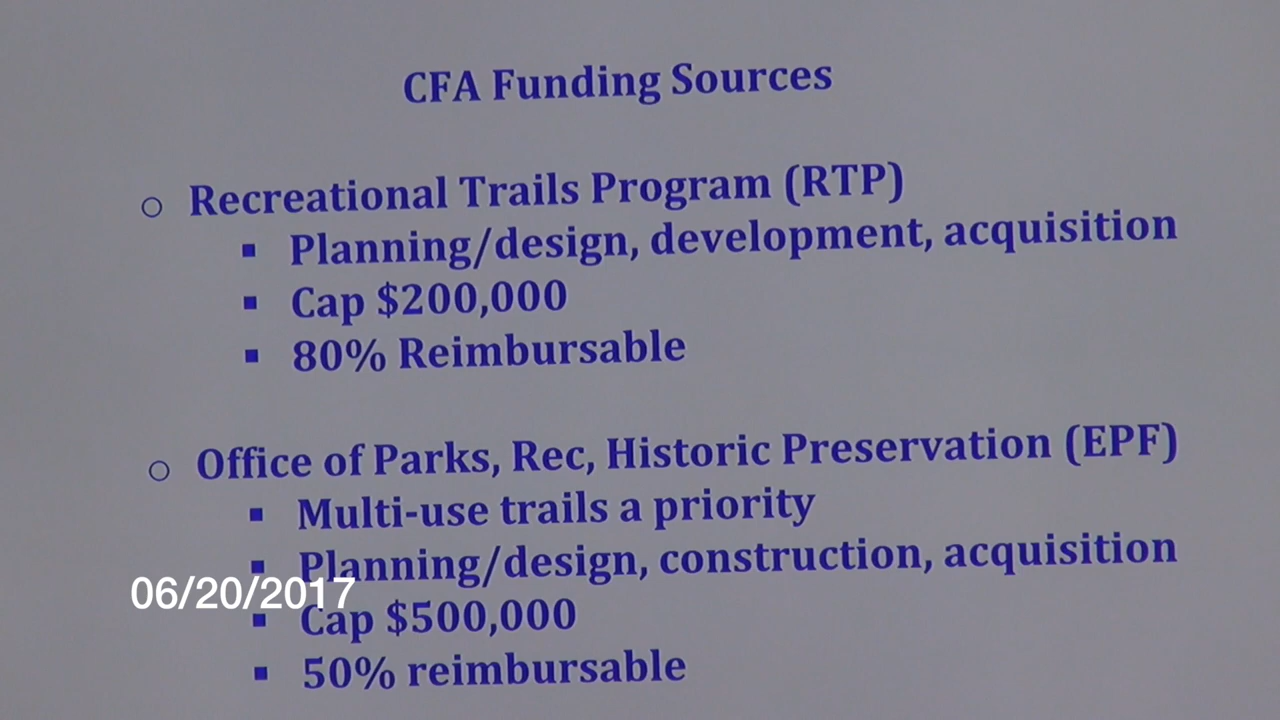 CFA Funding Sources
○ Recreational Trails Program (RTP)
▪ Planning/design, development, acquisition
▪ Cap $200,000
▪ 80% Reimbursable
○ Office of Parks, Rec, Historic Preservation (EPF)
▪ Multi-use trails a priority
▪ Planning/design, construction, acquisition
06/20/2017
▪ Cap $500,000
▪ 50% reimbursable